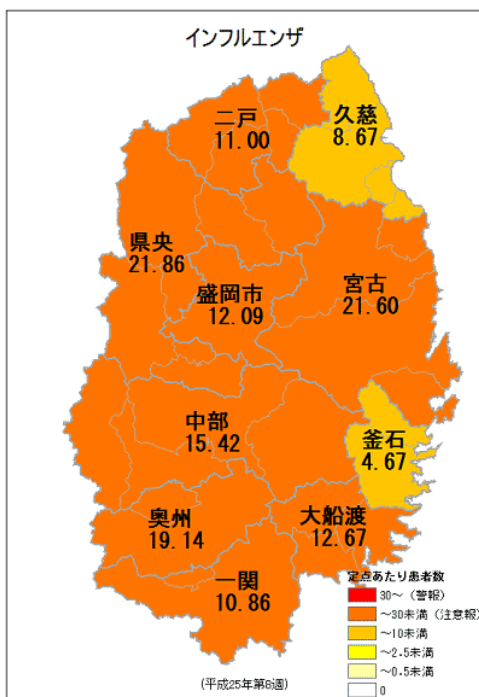 インフルエンザ
二戸
11.00
久慈
8.67
県央
21.86
盛岡市
12.09
宮古
21.60
中部
15.42
釜石
4.67
奥州
19.14
大船渡
12.67
一関
10.86
定点あたり患者数
30～（警報）
～30未満（注意報）
～10未満
～2.5未満
～0.5未満
0
(平成25年第8週)